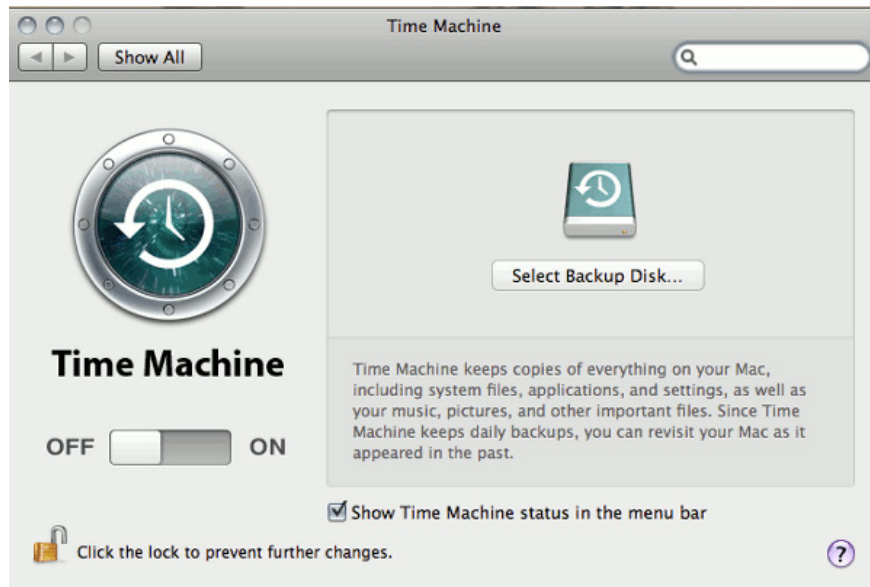 Time Machine
Show All
Select Backup Disk...
Time Machine
Time Machine keeps copies of everything on your Mac,
including system files, applications, and settings, as well as
your music, pictures, and other important files. Since Time
Machine keeps daily backups, you can revisit your Mac as it
appeared in the past.
OFF ON
Show Time Machine status in the menu bar
Click the lock to prevent further changes.
?